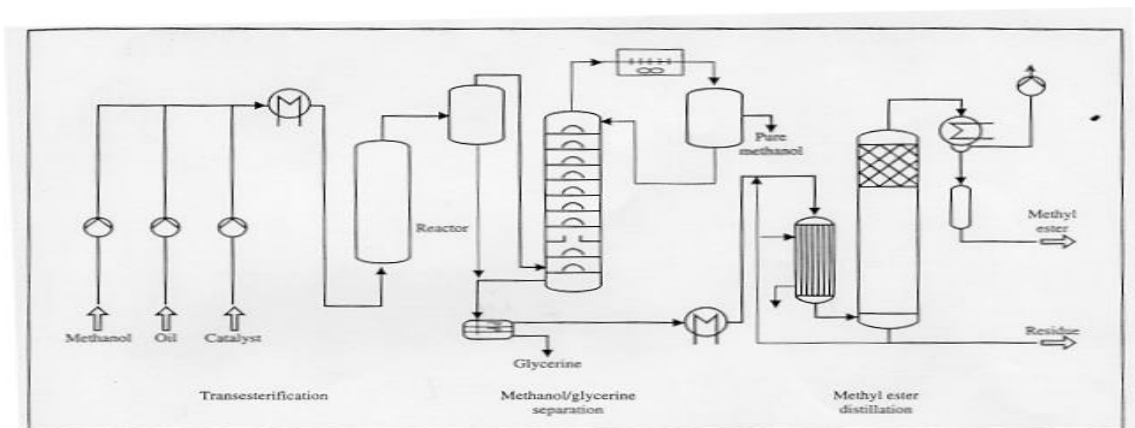 Pure
methanol
Reactor
Methyl
ester
Methanol
Oil
Catalyst
Residue
Glycerine
Transesterification
Methanol/glycerine
separation
Methyl ester
distillation